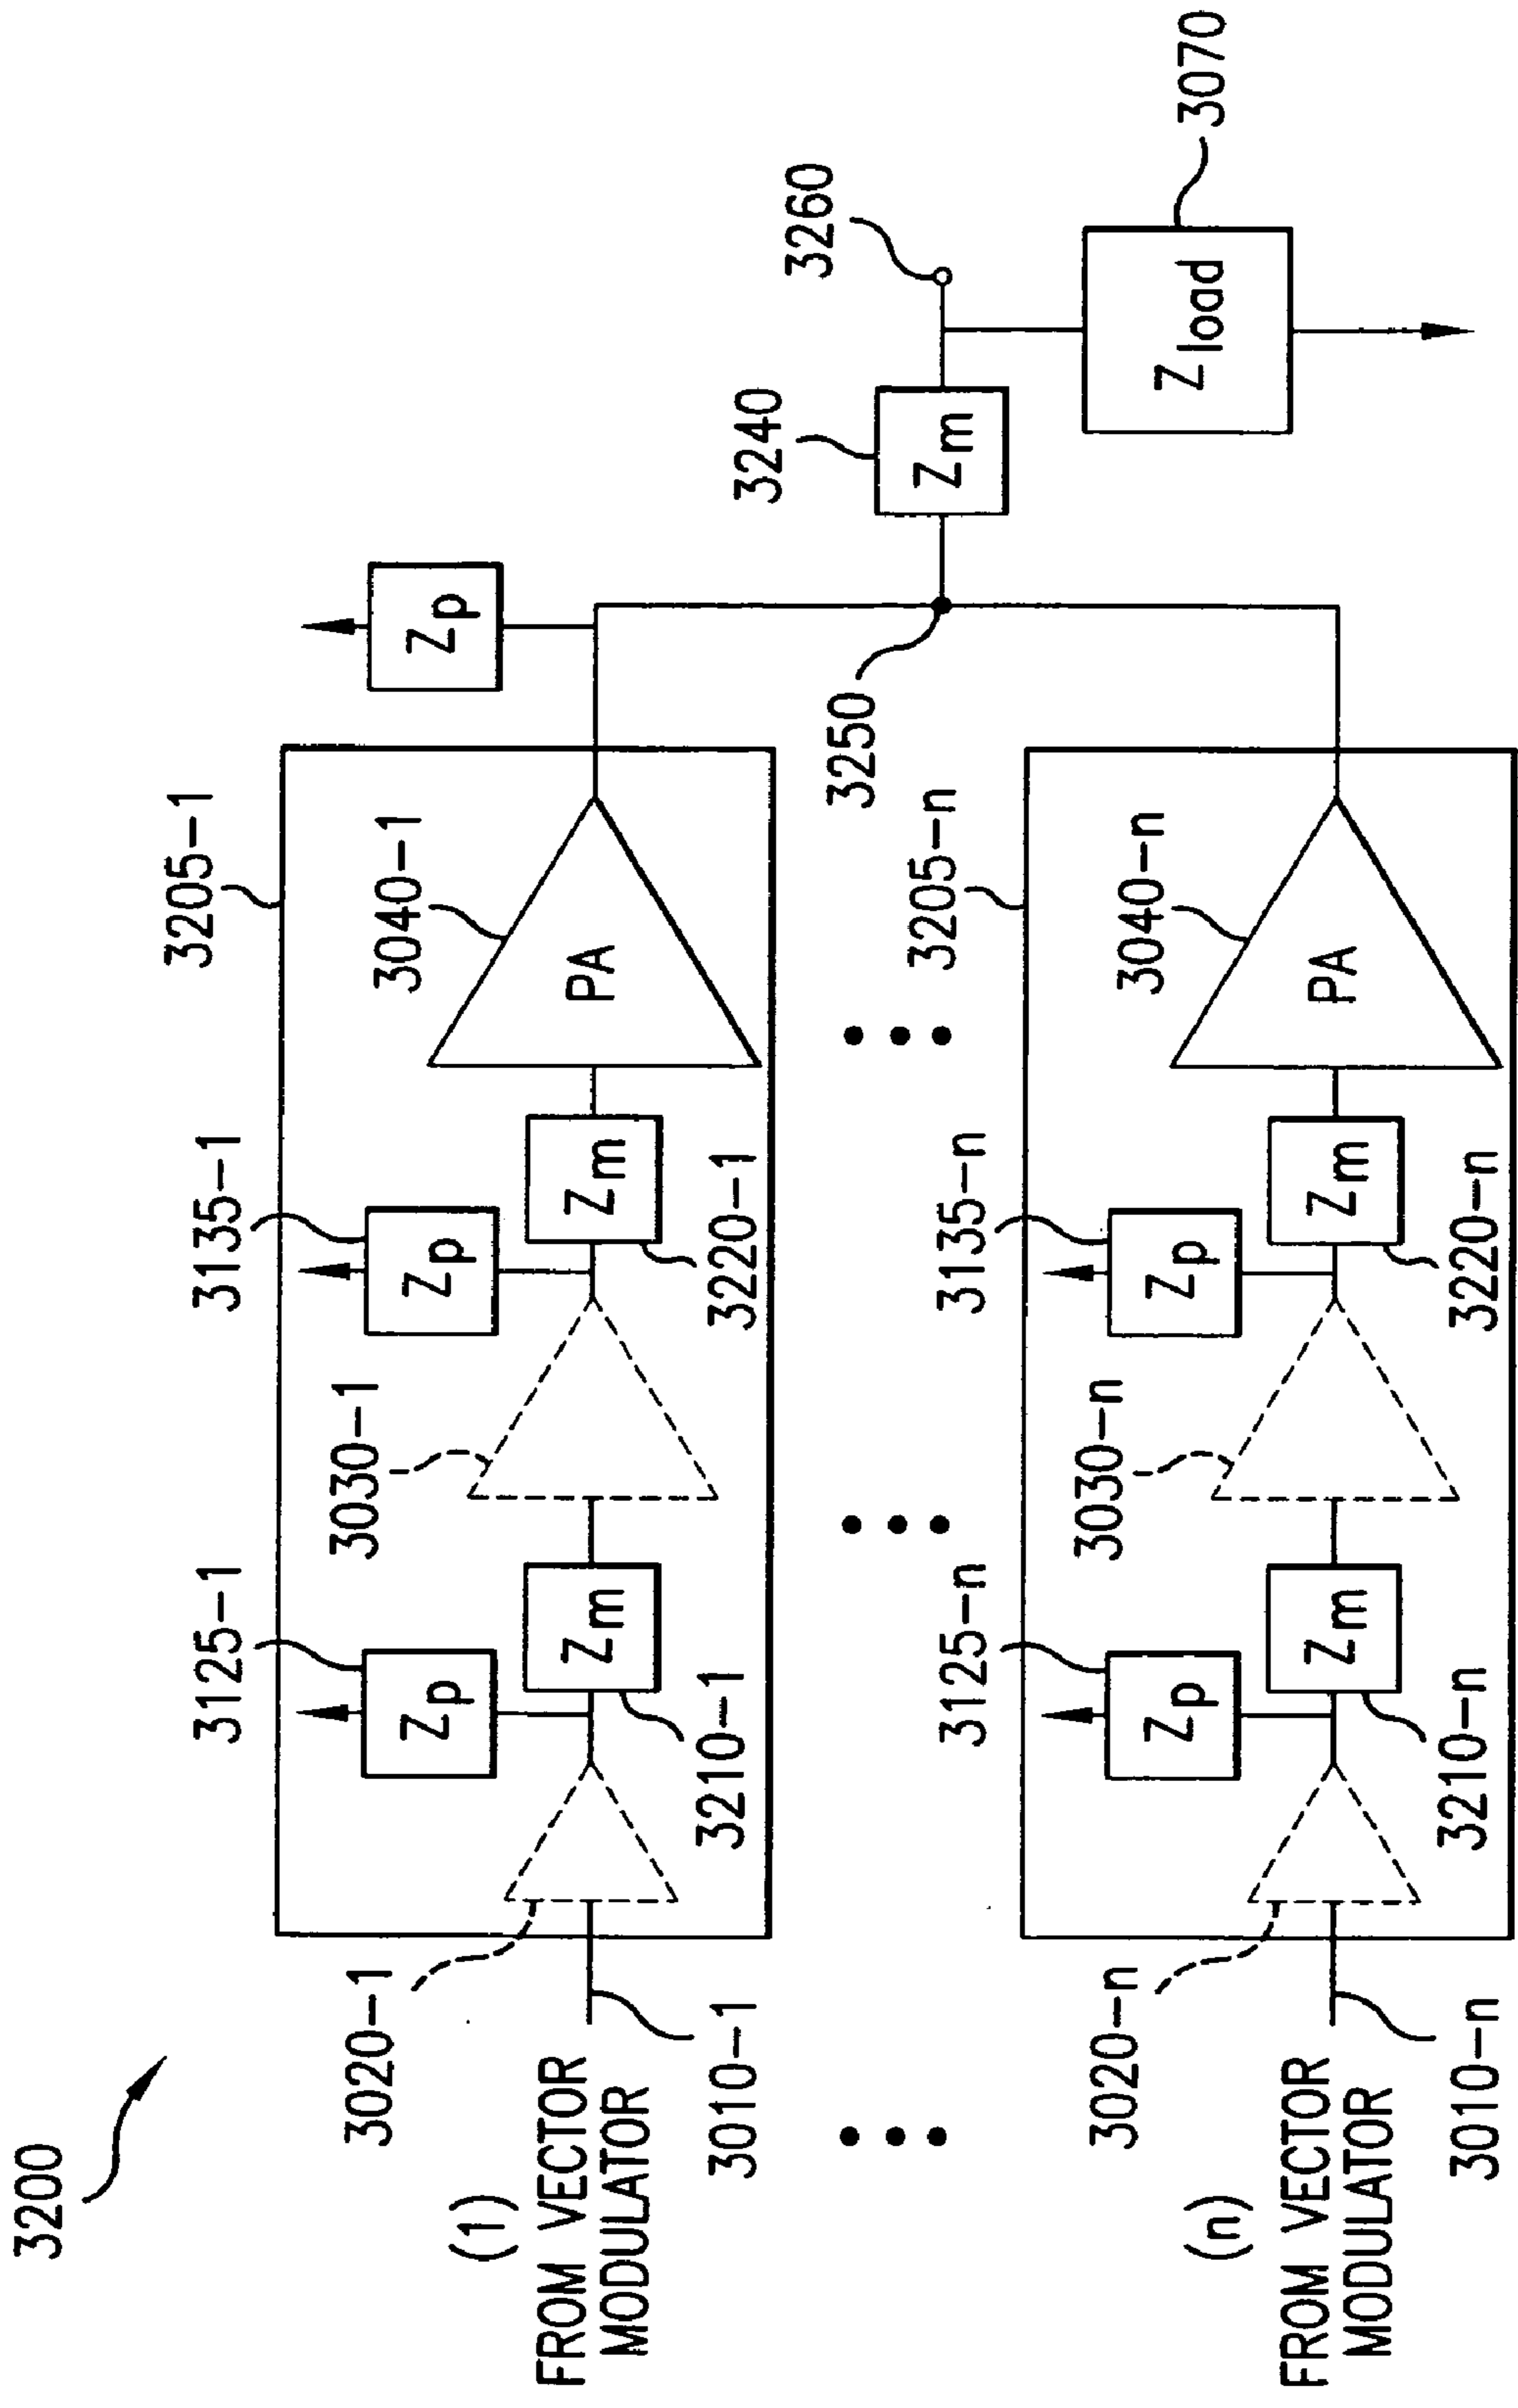 3200
3205-1
3125-1
3135-1
Zp
Zp
Zp
3020-1
3030-1
3040-1
(1)
FROM VECTOR
MODULATOR
Zm
Zm
PA
3010-1
3210-1
3220-1
3240
3260
3250
Zm
3205-n
3125-n
3135-n
Zp
Zp
Zload
3070
3020-n
3030-n
3040-n
(n)
FROM VECTOR
MODULATOR
Zm
Zm
PA
3010-n
3210-n
3220-n